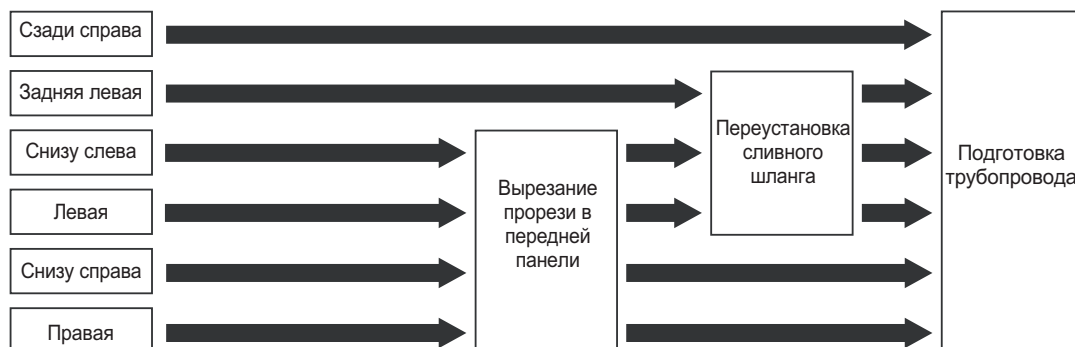 Сзади справа
Задняя левая
Снизу слева
Левая
Снизу справа
Правая
Вырезание
прорези в
передней
панели
Переустановка
сливного
шланга
Подготовка
трубопровода